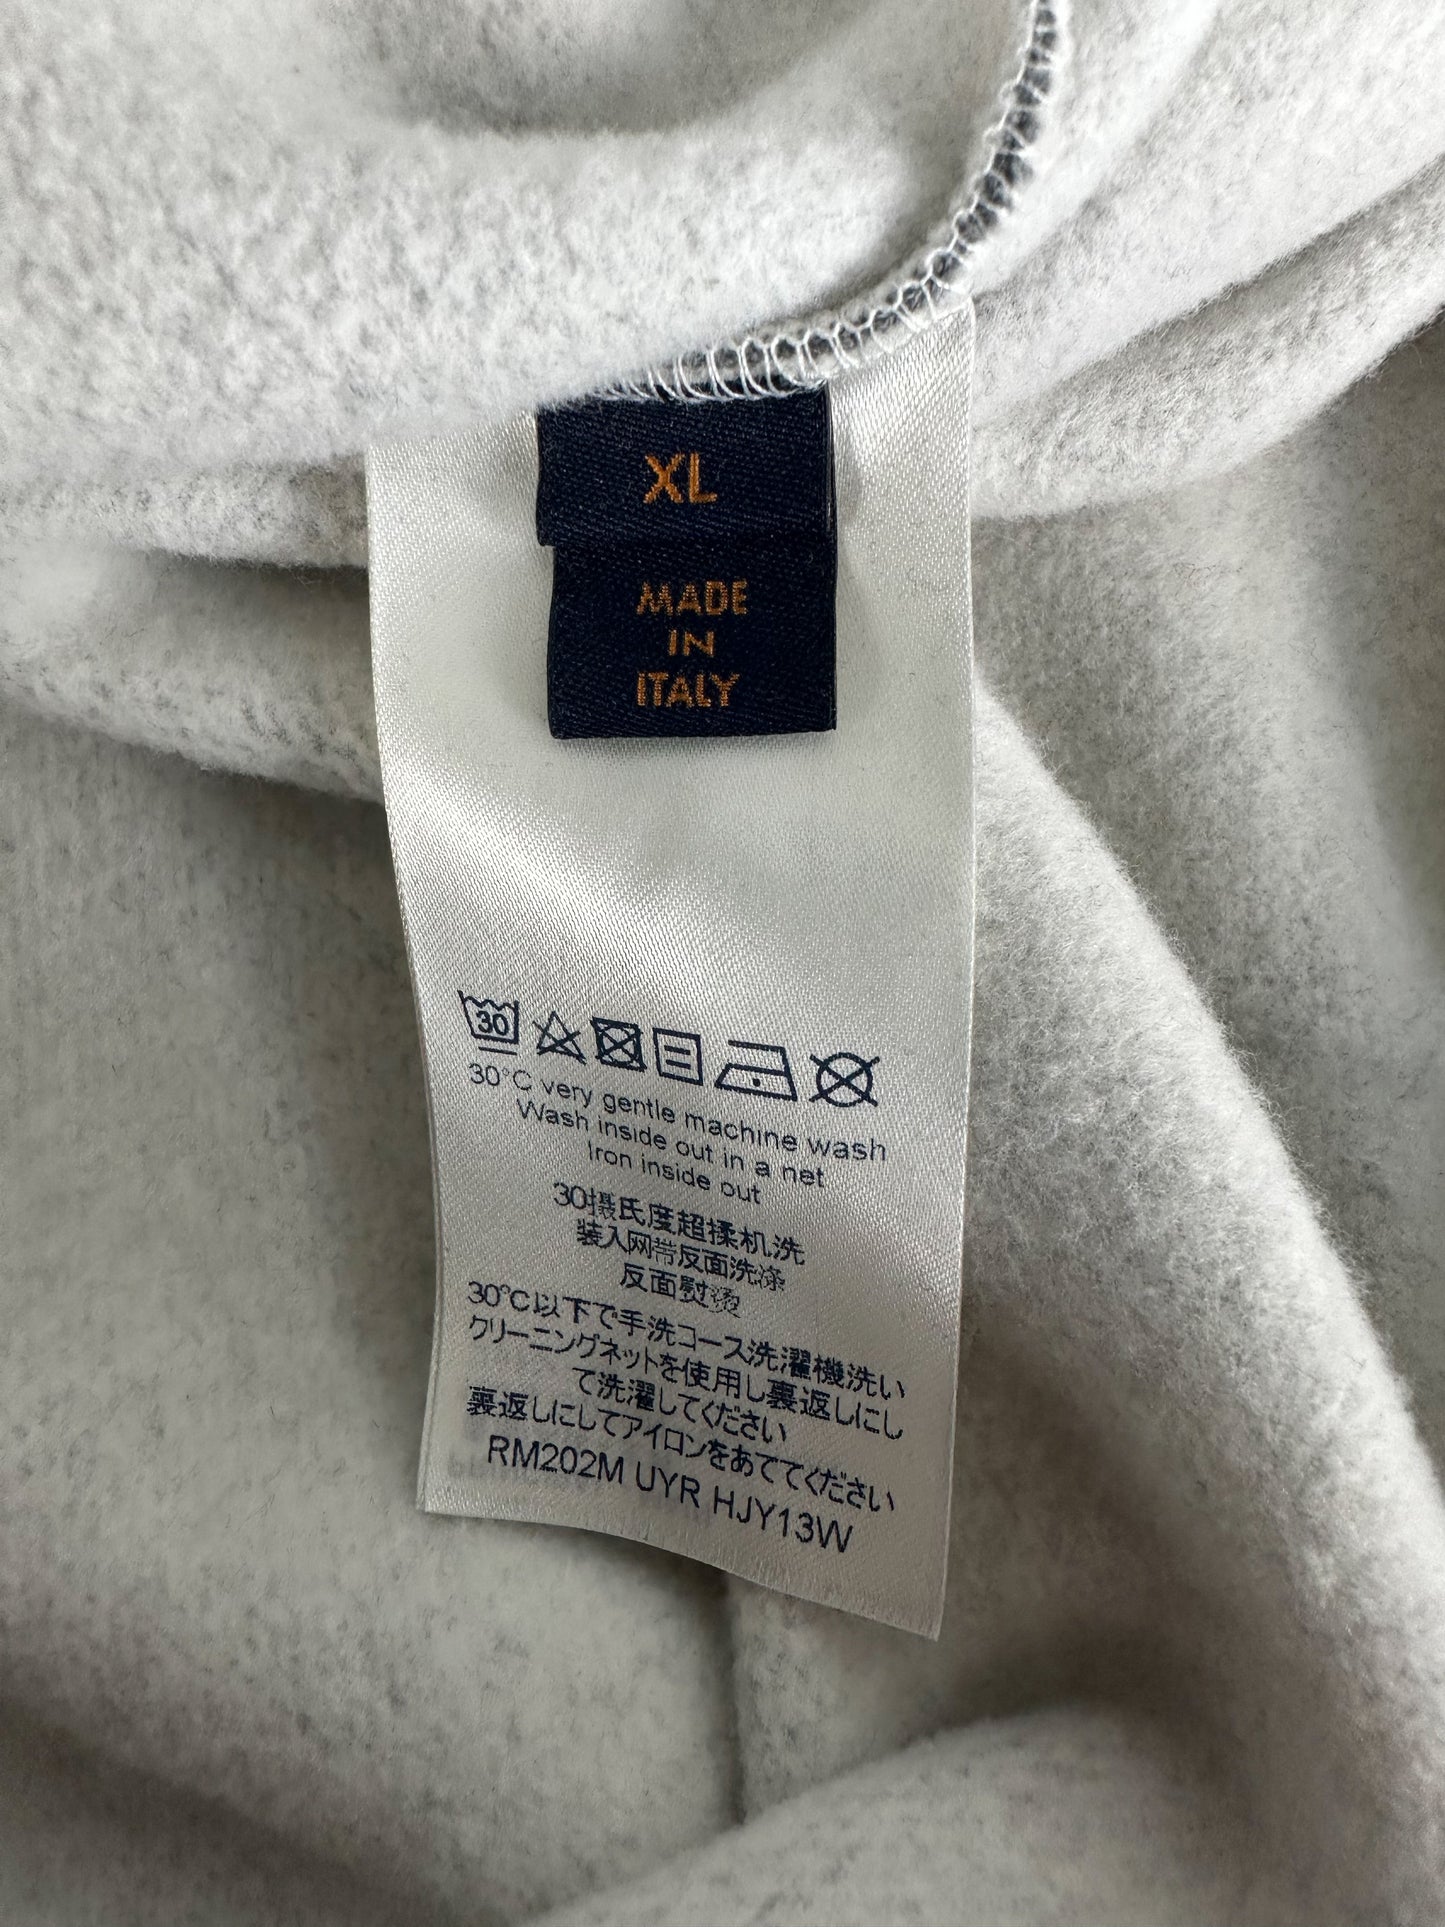 XL
MADE
IN
ITALY
30
30°C very gentle machine wash
Wash inside out in a net
Iron inside out
30摄氏度超揉机洗
装入网带反面洗涤
反面熨烫
30℃以下で手洗コース洗濯機洗い
クリーニングネットを使用し裏返しにし
て洗濯してください
裏返しにしてアイロンをあててください
RM202M UYR HJY13W